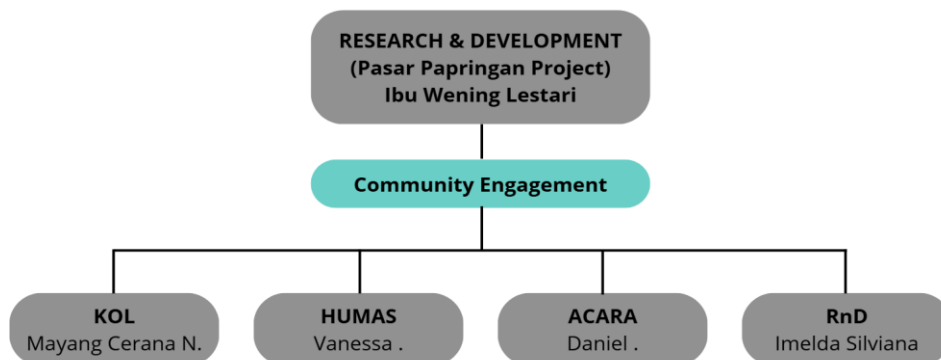 RESEARCH & DEVELOPMENT
(Pasar Papringan Project)
Ibu Wening Lestari
Community Engagement
KOL
Mayang Cerana N.
HUMAS
Vanessa .
ACARA
Daniel .
RnD
Imelda Silviana